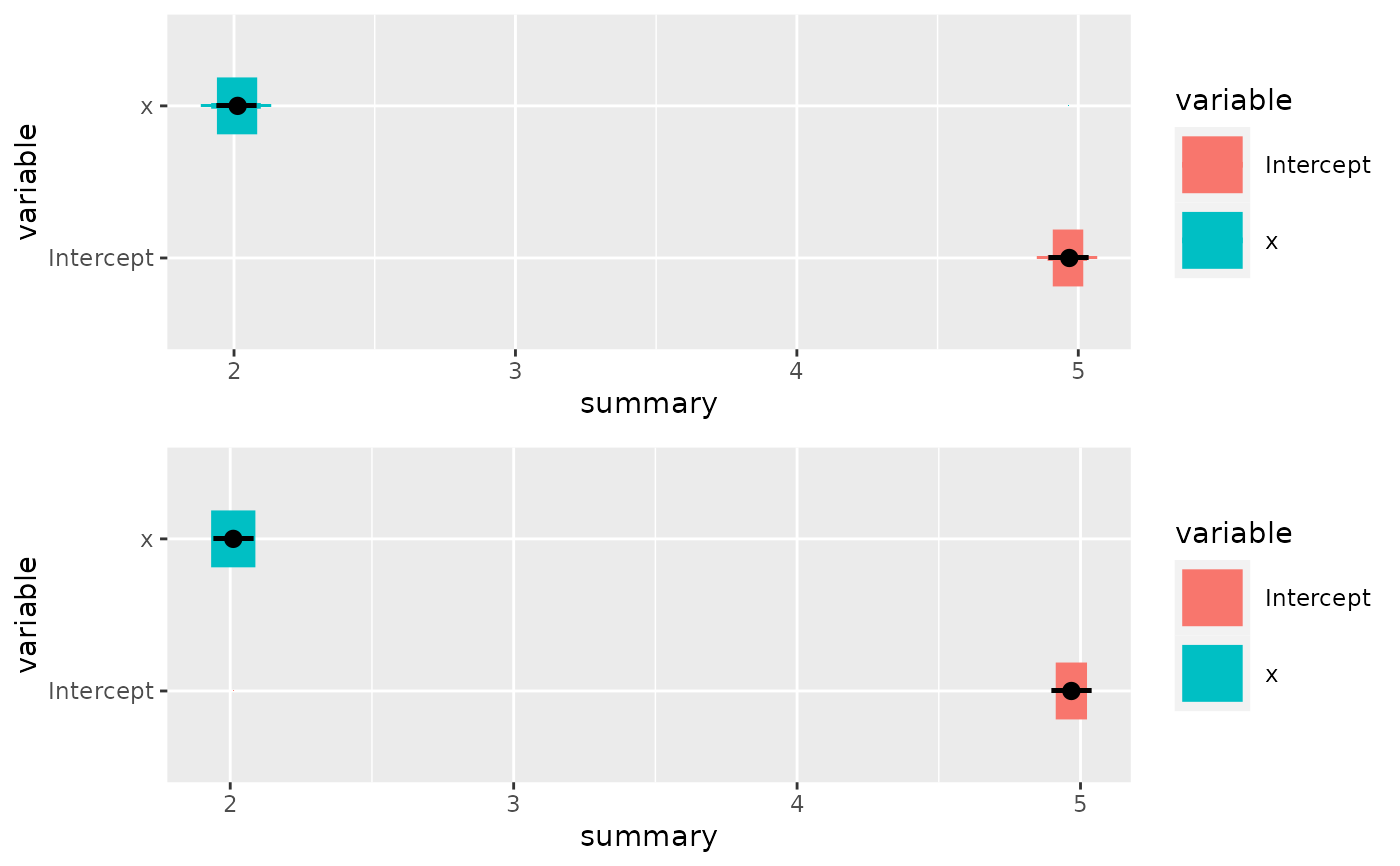 variable
x
Intercept
2 3 4 5
summary
variable
Intercept
x
variable
x
Intercept
2 3 4 5
summary
variable
Intercept
x